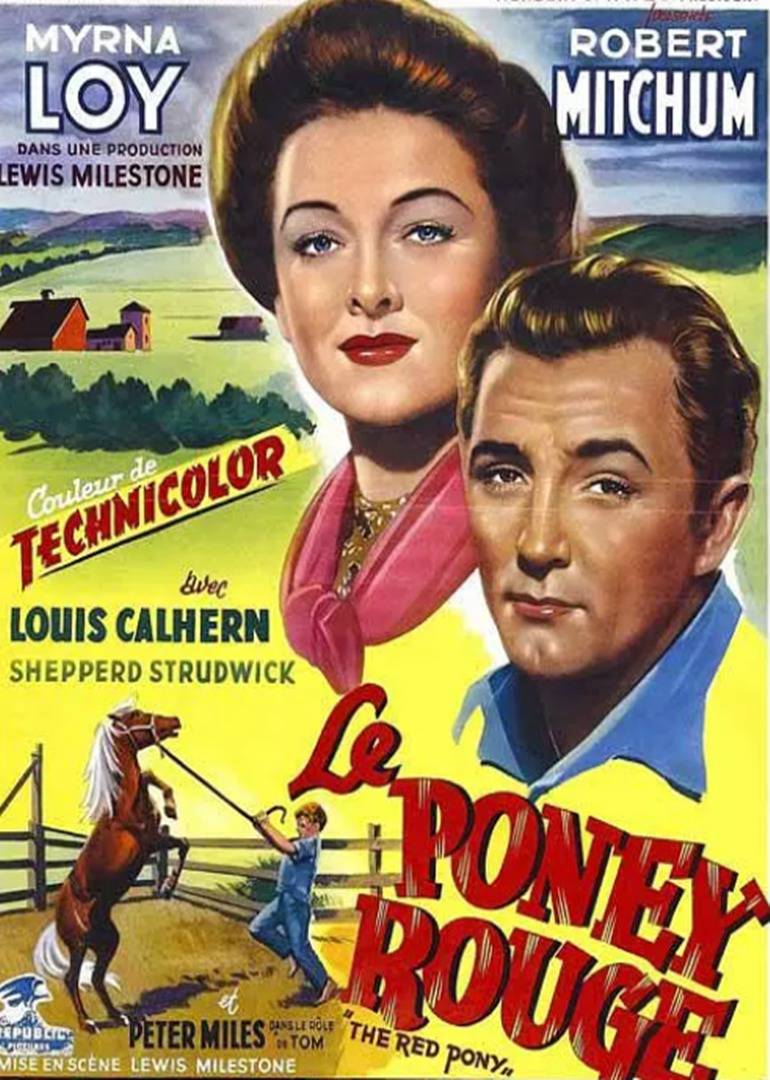 MYRNA
LOY
DANS UNE PRODUCTION
LEWIS MILESTONE
ROBERT
MITCHUM
Couleur de
TECHNICOLOR
avec
LOUIS CALHERN
SHEPPERD STRUDWICK
Le
PONEY
ROUGE
"THE RED PONY"
et
PETER MILES DANS LE RÔLE
DE TOM
REPUBLIC
PICTURES
MISE EN SCÈNE LEWIS MILESTONE